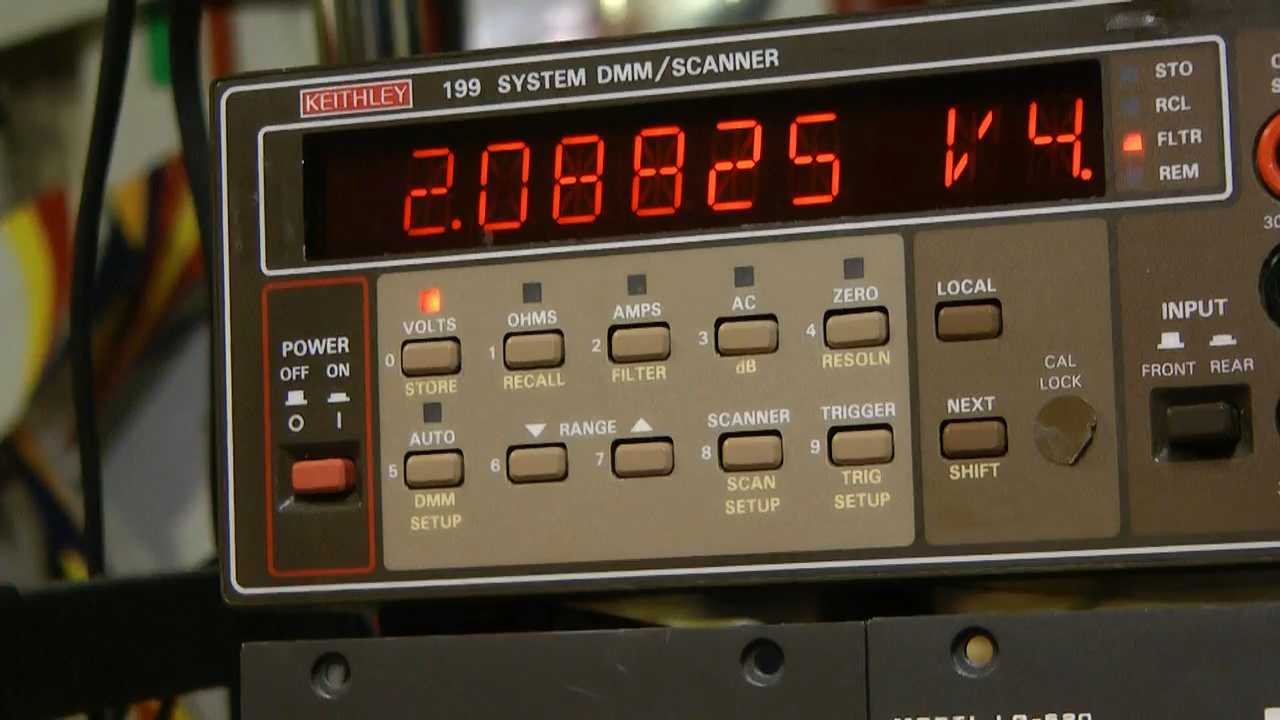 KEITHLEY 199 SYSTEM DMM/SCANNER
2.08825 V4.
STO
RCL
FLTR
REM
VOLTS OHMS AMPS AC ZERO
0 1 2 3 4
STORE RECALL FILTER dB RESOLN
AUTO RANGE SCANNER TRIGGER
5 6 7 8 9
DMM SETUP
SCAN SETUP
TRIG SETUP
POWER
OFF ON
O I
LOCAL
NEXT
SHIFT
CAL
LOCK
INPUT
FRONT REAR